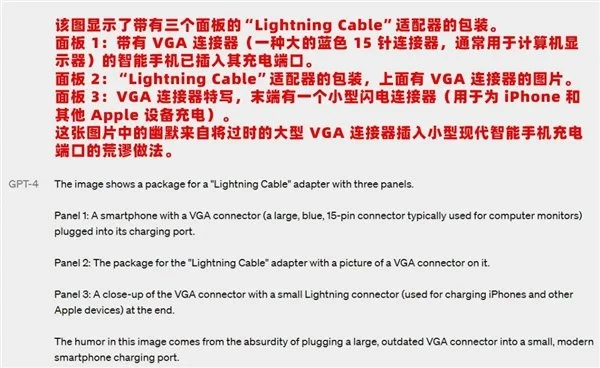 该图显示了带有三个面板的“Lightning Cable”适配器的包装。
面板 1：带有 VGA 连接器（一种大的蓝色 15 针连接器，通常用于计算机显
示器）的智能手机已插入其充电端口。
面板 2：“Lightning Cable”适配器的包装，上面有 VGA 连接器的图片。
面板 3：VGA 连接器特写，末端有一个小型闪电连接器（用于为 iPhone 和
其他 Apple 设备充电）。
这张图片中的幽默来自将过时的大型 VGA 连接器插入小型现代智能手机充电
端口的荒谬做法。
GPT-4 The image shows a package for a "Lightning Cable" adapter with three panels.
Panel 1: A smartphone with a VGA connector (a large, blue, 15-pin connector typically used for computer monitors)
plugged into its charging port.
Panel 2: The package for the "Lightning Cable" adapter with a picture of a VGA connector on it.
Panel 3: A close-up of the VGA connector with a small Lightning connector (used for charging iPhones and other
Apple devices) at the end.
The humor in this image comes from the absurdity of plugging a large, outdated VGA connector into a small, modern
smartphone charging port.